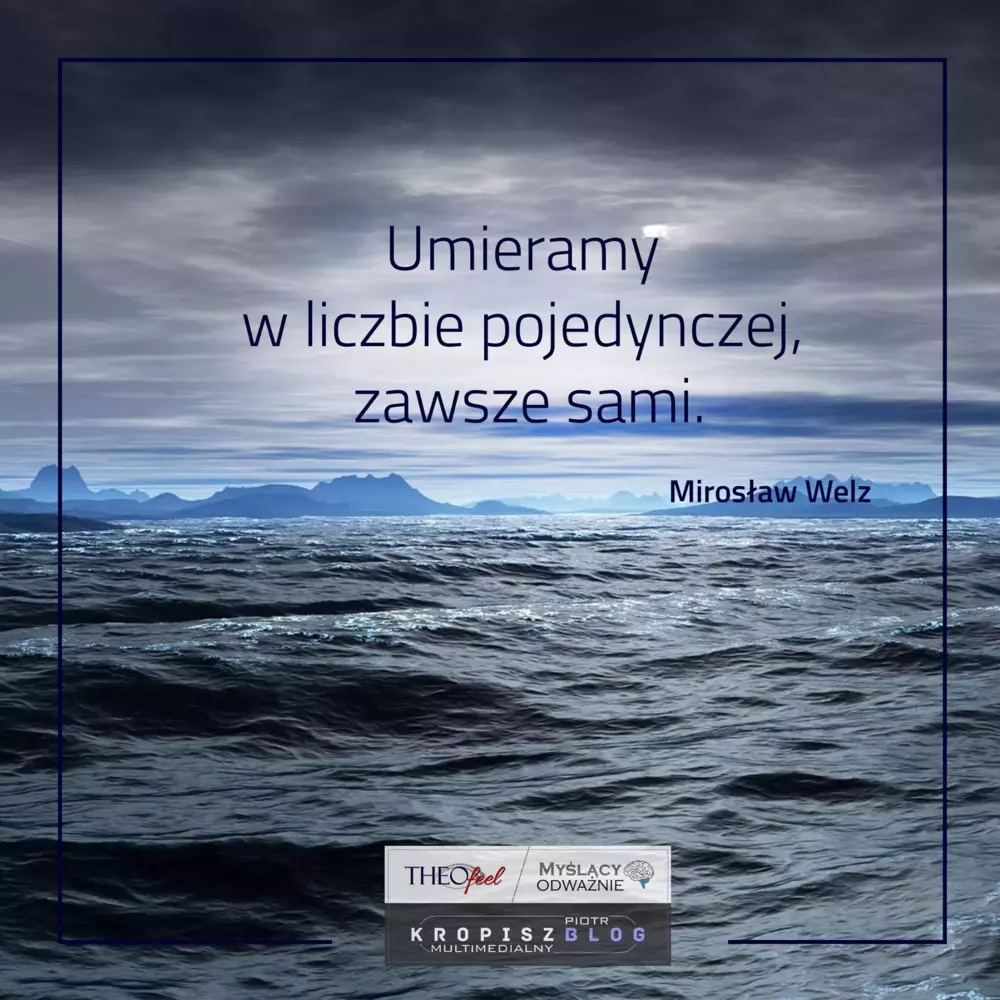 Umieramy
w liczbie pojedynczej,
zawsze sami.
Mirosław Welz
THEOfeel
MYŚLĄCY
ODWAŻNIE
PIOTR
KROPISZ BLOG
MULTIMEDIALNY